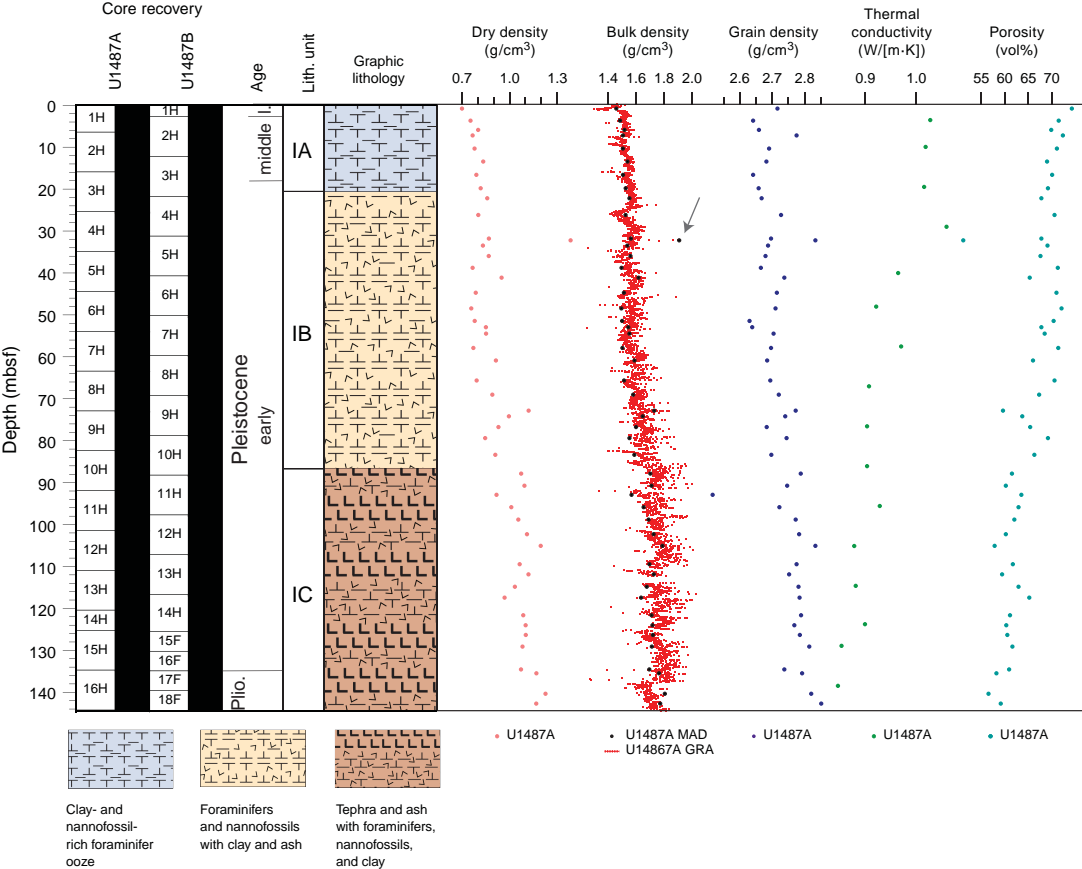 Core recovery
U1487A
U1487B
Age
Lith. unit
Graphic
lithology
Dry density
(g/cm3)
0.7 1.0 1.3
Bulk density
(g/cm3)
1.4 1.6 1.8 2.0
Grain density
(g/cm3)
2.6 2.7 2.8
Thermal
conductivity
(W/[m·K])
0.9 1.0
Porosity
(vol%)
55 60 65 70
Depth (mbsf)
0
10
20
30
40
50
60
70
80
90
100
110
120
130
140
1H
2H
3H
4H
5H
6H
7H
8H
9H
10H
11H
12H
13H
14H
15H
16H
1H
2H
3H
4H
5H
6H
7H
8H
9H
10H
11H
12H
13H
14H
15F
16F
17F
18F
Pleistocene
Plio.
l.
middle
early
IA
IB
IC
U1487A
U1487A MAD
U14867A GRA
U1487A
U1487A
U1487A
Clay- and
nannofossil-
rich foraminifer
ooze
Foraminifers
and nannofossils
with clay and ash
Tephra and ash
with foraminifers,
nannofossils,
and clay